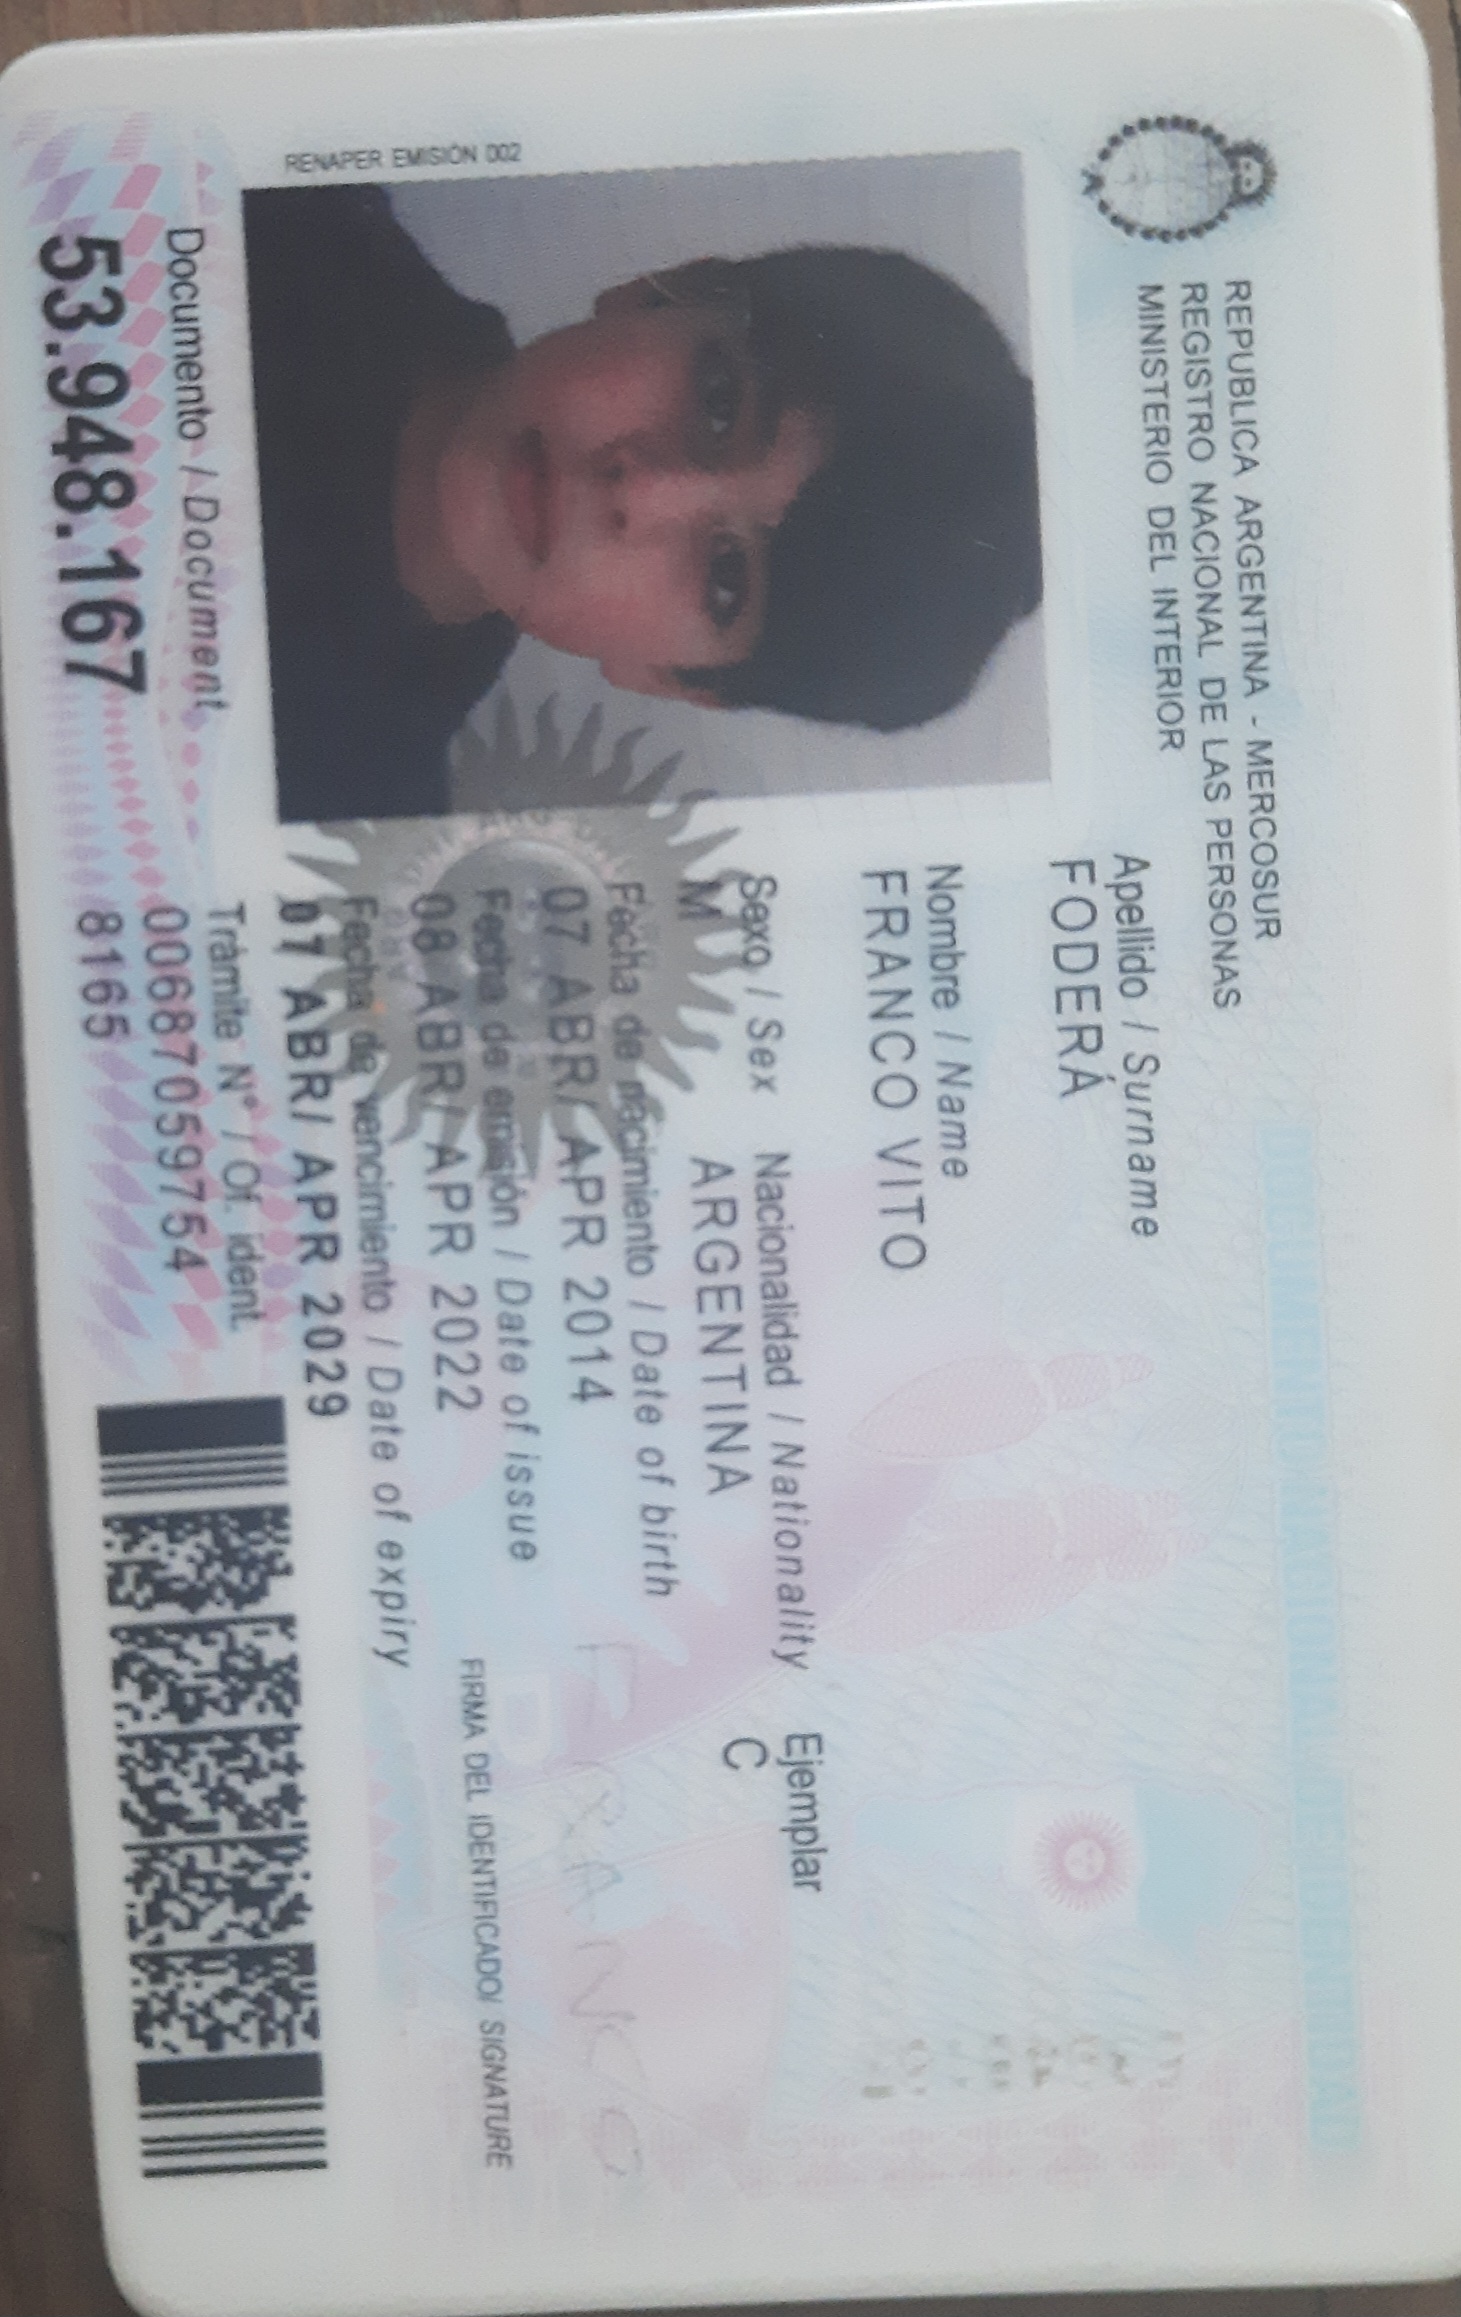 REPUBLICA ARGENTINA - MERCOSUR
REGISTRO NACIONAL DE LAS PERSONAS
MINISTERIO DEL INTERIOR
Apellido / Surname
FODERÁ
Nombre / Name
FRANCO VITO
Sexo / Sex Nacionalidad / Nationality Ejemplar
M ARGENTINA C
Fecha de nacimiento / Date of birth
07 ABR/ APR 2014
Fecha de emisión / Date of issue
08 ABR/ APR 2022
Fecha de vencimiento / Date of expiry
07 ABR/ APR 2029
FRANCO
FIRMA DEL IDENTIFICADO/ SIGNATURE
RENAPER EMISIÓN 002
Documento / Document
53.948.167
Trámite N° / Of. ident.
00687059754
8165